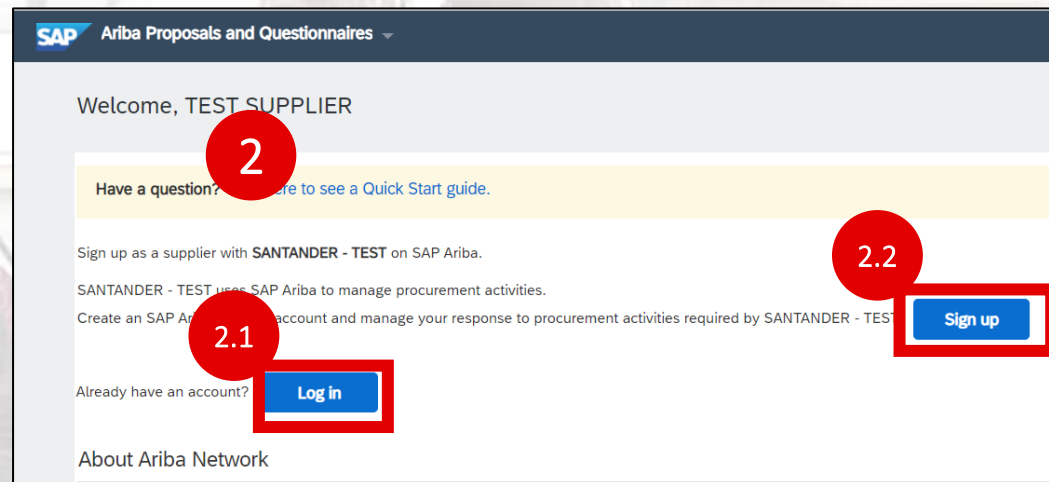 SAP Ariba Proposals and Questionnaires
Welcome, TEST SUPPLIER
2
Have a question? to see a Quick Start guide.
Sign up as a supplier with SANTANDER - TEST on SAP Ariba.
2.2
SANTANDER - TEST uses SAP Ariba to manage procurement activities.
Create an SAP account and manage your response to procurement activities required by SANTANDER - TEST
Sign up
2.1
Already have an account?
Log in
About Ariba Network